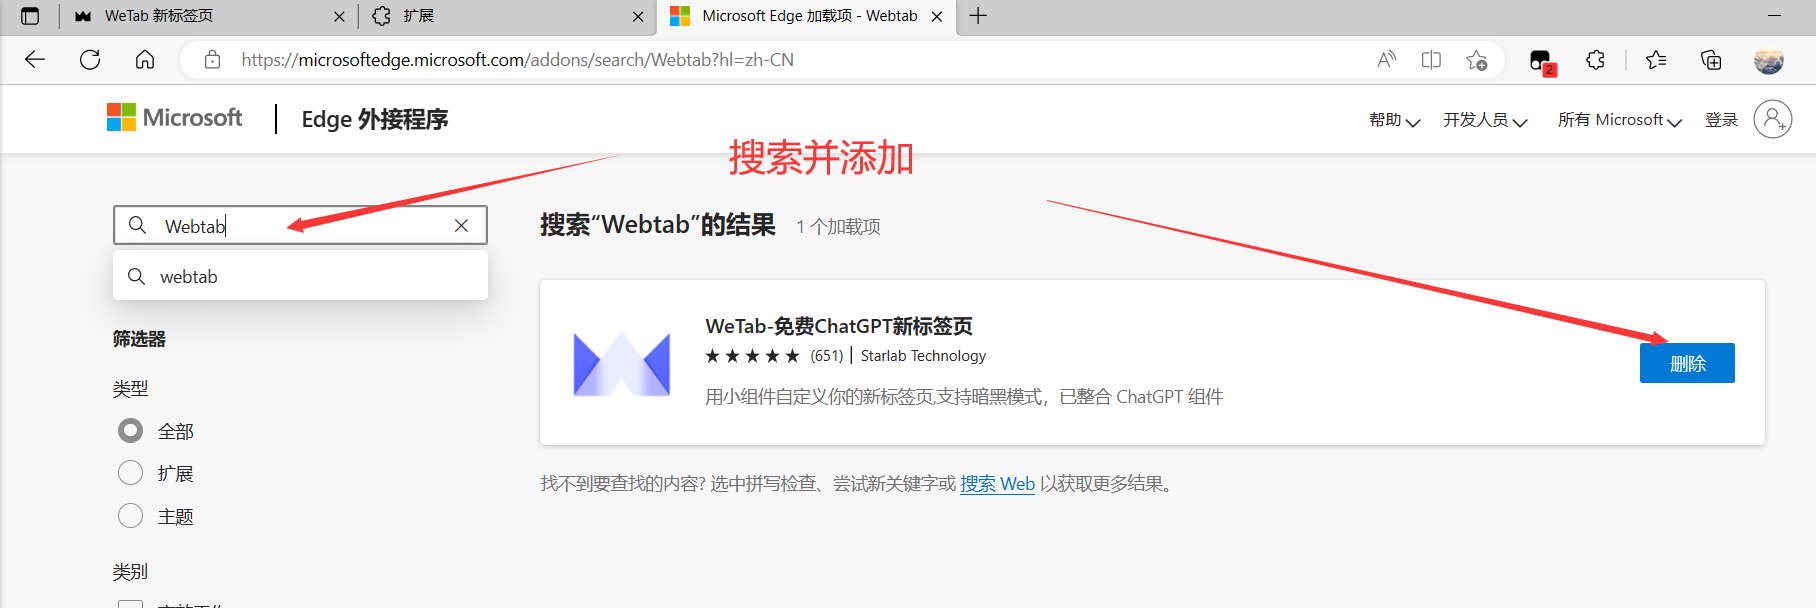 WeTab 新标签页
扩展
Microsoft Edge 加载项 - Webtab
https://microsoftedge.microsoft.com/addons/search/Webtab?hl=zh-CN
2
Microsoft
Edge 外接程序
帮助
开发人员
所有 Microsoft
登录
搜索并添加
Webtab
搜索“Webtab”的结果
1 个加载项
webtab
WeTab-免费ChatGPT新标签页
(651) | Starlab Technology
删除
用小组件自定义你的新标签页,支持暗黑模式，已整合 ChatGPT 组件
筛选器
类型
全部
扩展
主题
找不到要查找的内容? 选中拼写检查、尝试新关键字或 搜索 Web 以获取更多结果。
类别